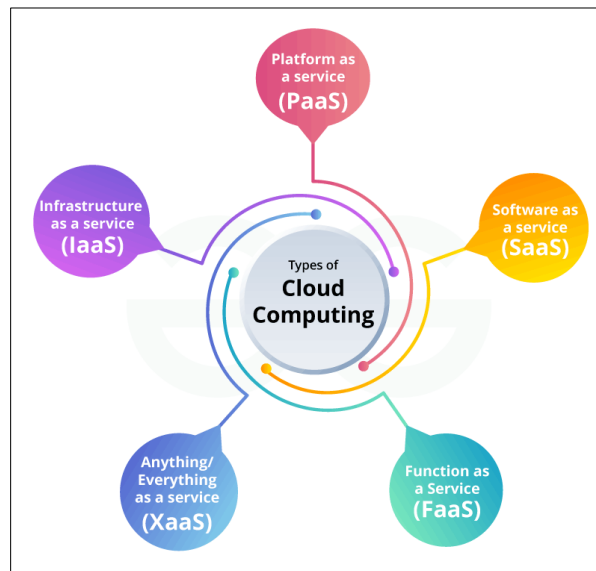 Platform as
a service
(PaaS)
Infrastructure
as a service
(IaaS)
Software as
a service
(SaaS)
Types of
Cloud
Computing
Anything/
Everything
as a service
(XaaS)
Function as
a Service
(FaaS)